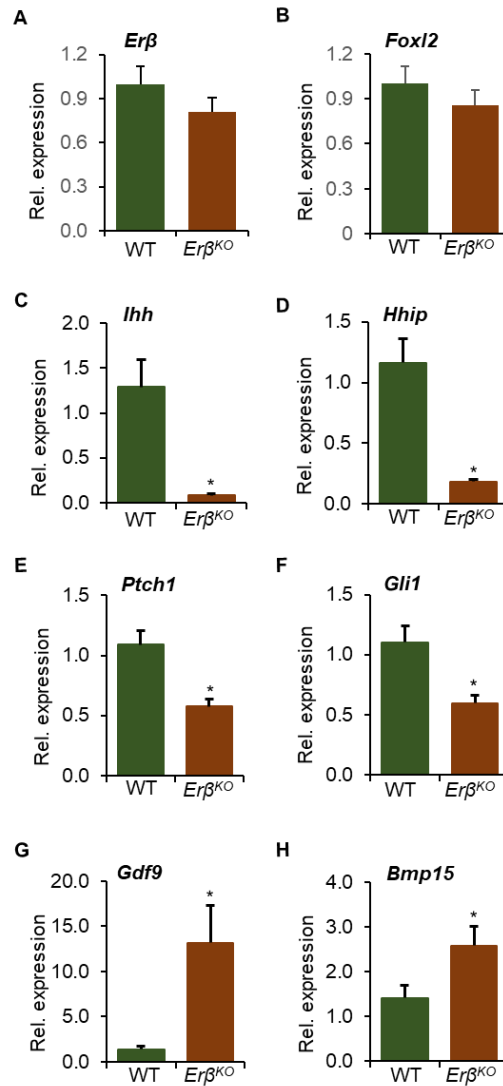 A
Erβ
Rel. expression
1.2
0.9
0.6
0.3
0.0
WT
Erβᴷᴼ
B
Foxl2
Rel. expression
1.2
0.9
0.6
0.3
0
WT
Erβᴷᴼ
C
Ihh
Rel. expression
2.0
1.5
1.0
0.5
0.0
WT
Erβᴷᴼ
*
D
Hhip
Rel. expression
1.5
1.0
0.5
0.0
WT
Erβᴷᴼ
*
E
Ptch1
Rel. expression
1.5
1.0
0.5
0.0
WT
Erβᴷᴼ
*
F
Gli1
Rel. expression
1.5
1.0
0.5
0.0
WT
Erβᴷᴼ
*
G
Gdf9
Rel. expression
20.0
15.0
10.0
5.0
0.0
WT
Erβᴷᴼ
*
H
Bmp15
Rel. expression
4.0
3.0
2.0
1.0
0.0
WT
Erβᴷᴼ
*